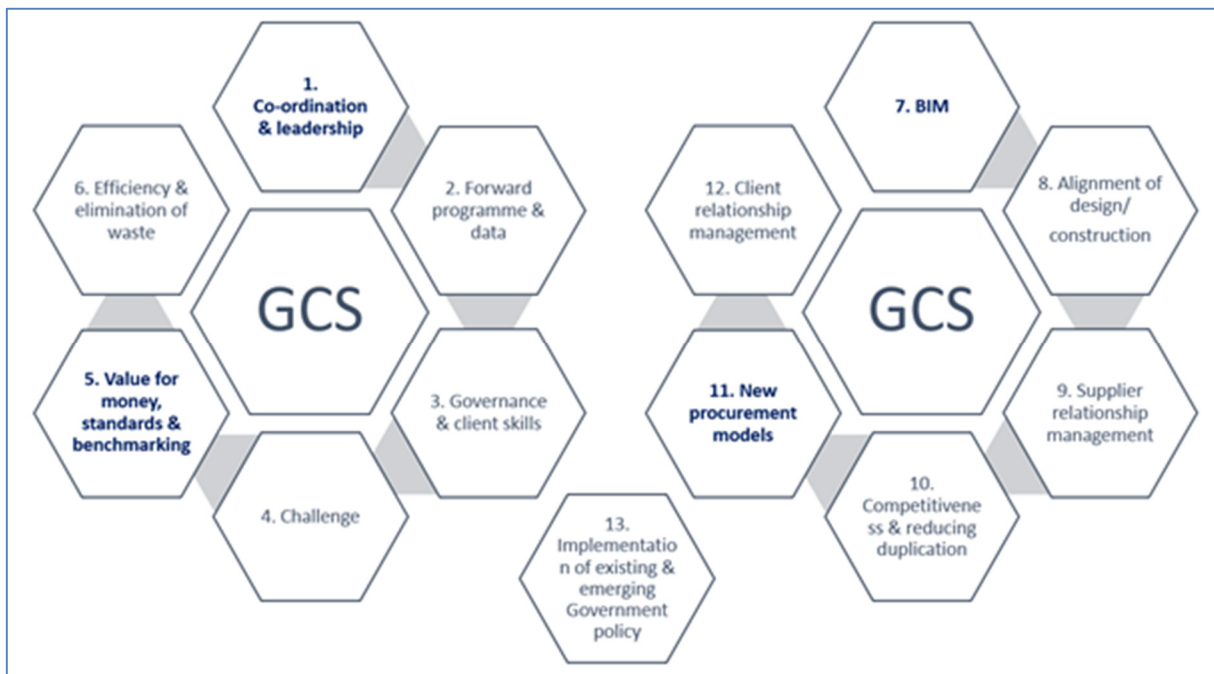 1.
Co-ordination
& leadership
2. Forward
programme &
data
3. Governance
& client skills
4. Challenge
5. Value for
money,
standards &
benchmarking
6. Efficiency &
elimination of
waste
GCS
7. BIM
8. Alignment of
design/
construction
9. Supplier
relationship
management
10.
Competitivene
ss & reducing
duplication
11. New
procurement
models
12. Client
relationship
management
GCS
13.
Implementatio
n of existing &
emerging
Government
policy